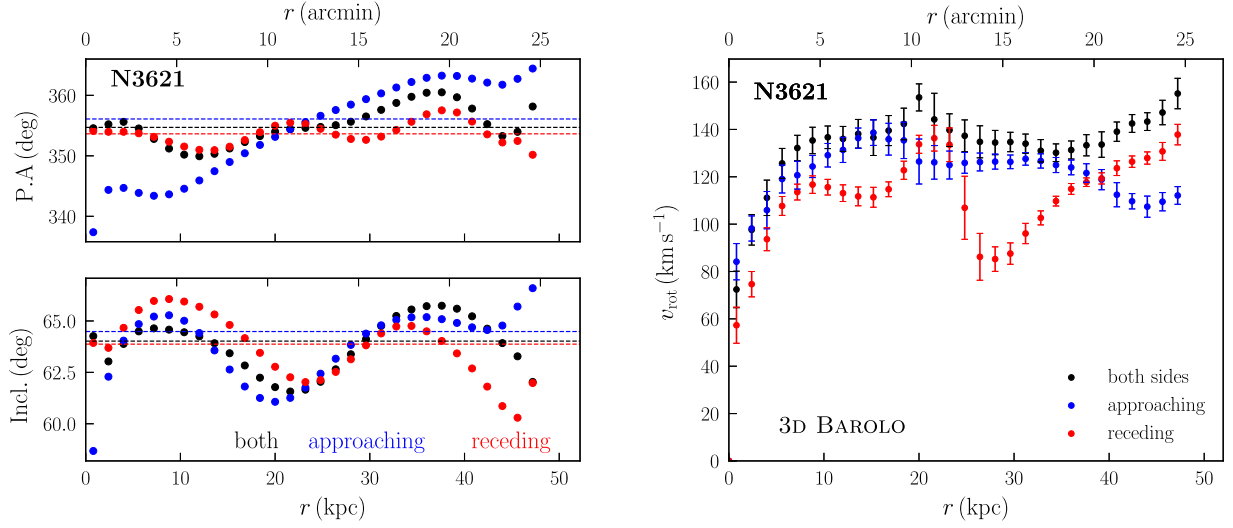 r (arcmin)
0 5 10 15 20 25
N3621
P.A (deg)
360
350
340
Incl. (deg)
65.0
62.5
60.0
both approaching receding
0 10 20 30 40 50
r (kpc)
r (arcmin)
0 5 10 15 20 25
N3621
v_rot (km s⁻¹)
160
140
120
100
80
60
40
20
0
both sides
approaching
receding
3D BAROLO
0 10 20 30 40 50
r (kpc)